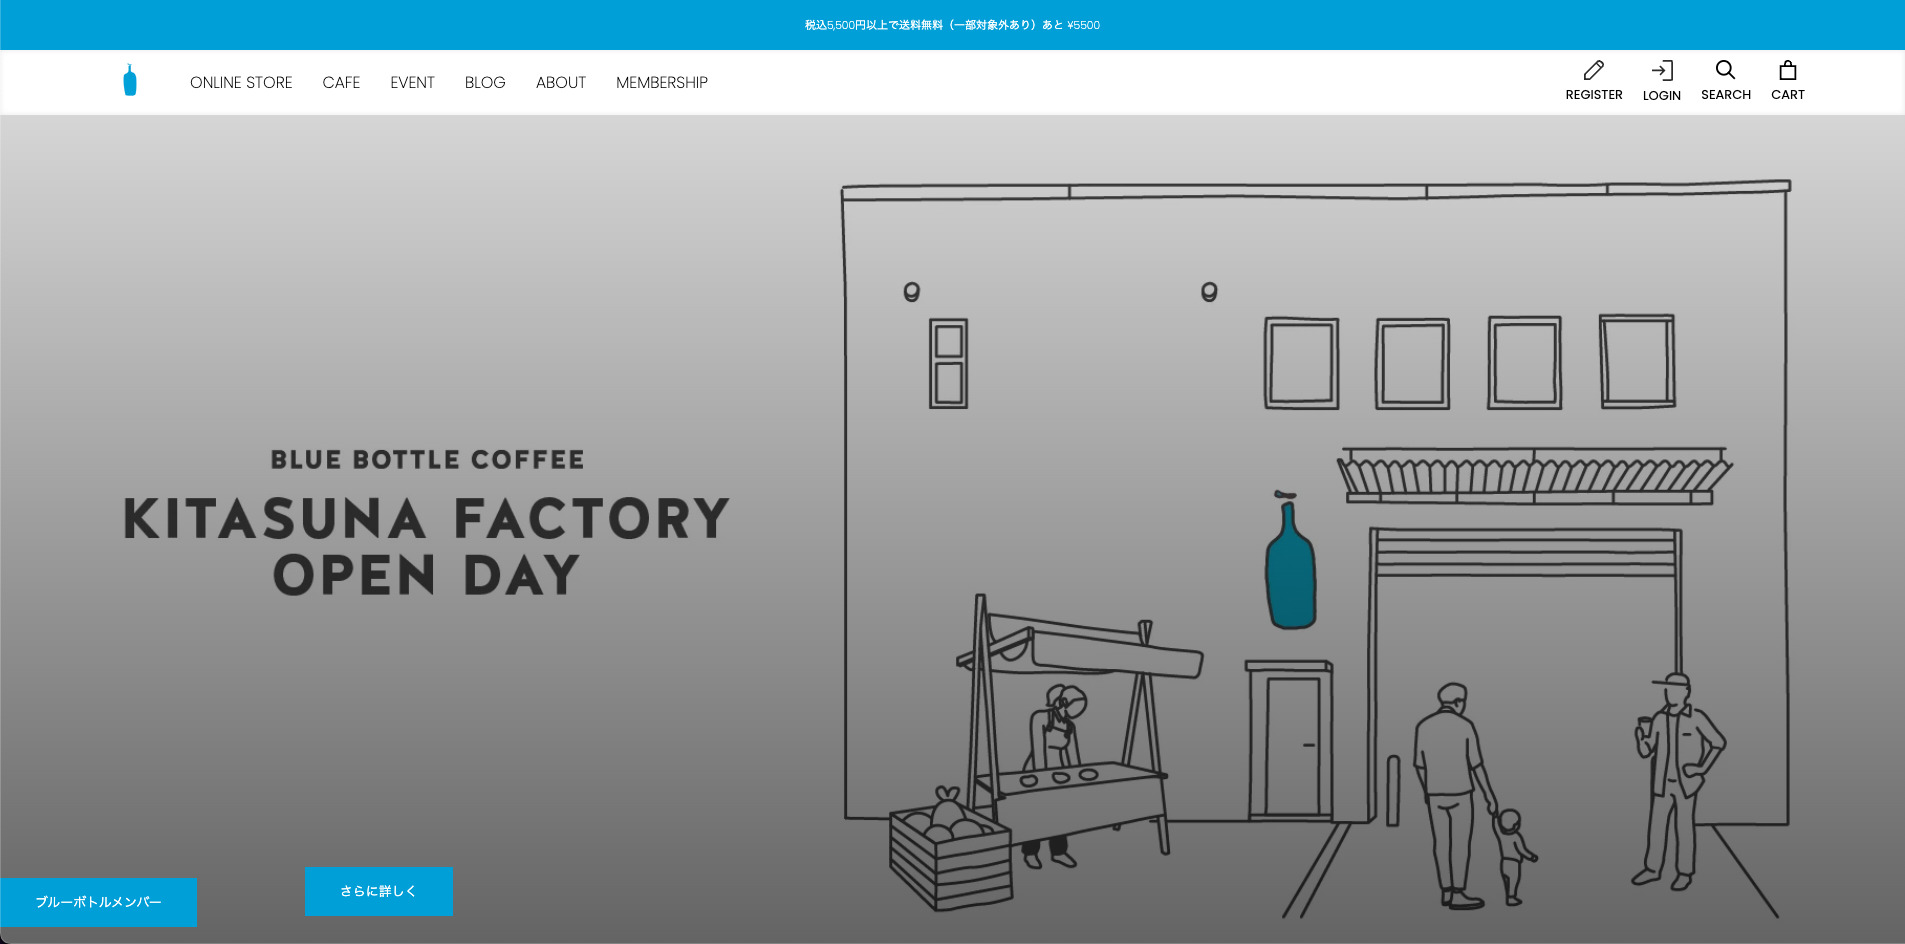 税込5,500円以上で送料無料（一部対象外あり）あと ¥5500
ONLINE STORE CAFE EVENT BLOG ABOUT MEMBERSHIP
REGISTER LOGIN SEARCH CART
BLUE BOTTLE COFFEE
KITASUNA FACTORY
OPEN DAY
さらに詳しく
ブルーボトルメンバー